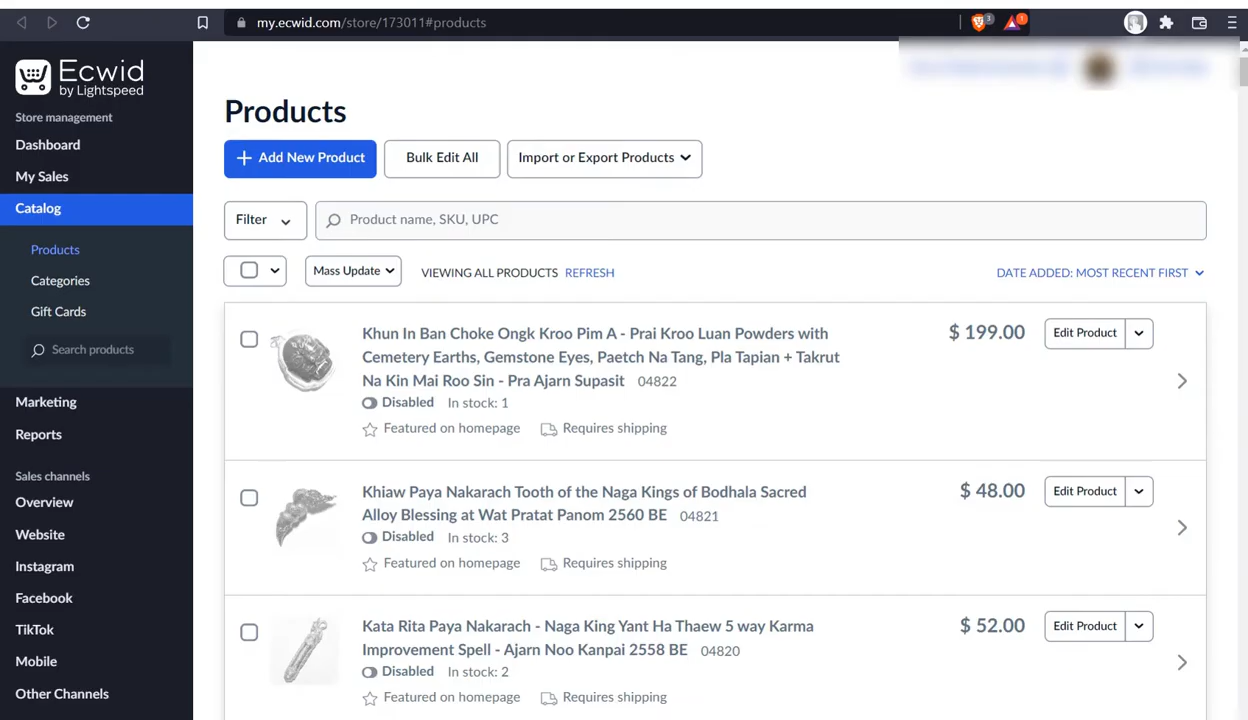 my.ecwid.com/store/173011#products
3
1
Ecwid
by Lightspeed
Store management
Dashboard
My Sales
Catalog
Products
Categories
Gift Cards
Search products
Marketing
Reports
Sales channels
Overview
Website
Instagram
Facebook
TikTok
Mobile
Other Channels
Products
+ Add New Product
Bulk Edit All
Import or Export Products
Filter
Product name, SKU, UPC
Mass Update
VIEWING ALL PRODUCTS REFRESH
DATE ADDED: MOST RECENT FIRST
Khun In Ban Choke Ongk Kroo Pim A - Prai Kroo Luan Powders with
Cemetery Earths, Gemstone Eyes, Paetch Na Tang, Pla Tapian + Takrut
Na Kin Mai Roo Sin - Pra Ajarn Supasit 04822
Disabled In stock: 1
Featured on homepage Requires shipping
$ 199.00
Edit Product
Khiaw Paya Nakarach Tooth of the Naga Kings of Bodhala Sacred
Alloy Blessing at Wat Pratat Panom 2560 BE 04821
Disabled In stock: 3
Featured on homepage Requires shipping
$ 48.00
Edit Product
Kata Rita Paya Nakarach - Naga King Yant Ha Thaew 5 way Karma
Improvement Spell - Ajarn Noo Kanpai 2558 BE 04820
Disabled In stock: 2
Featured on homepage Requires shipping
$ 52.00
Edit Product